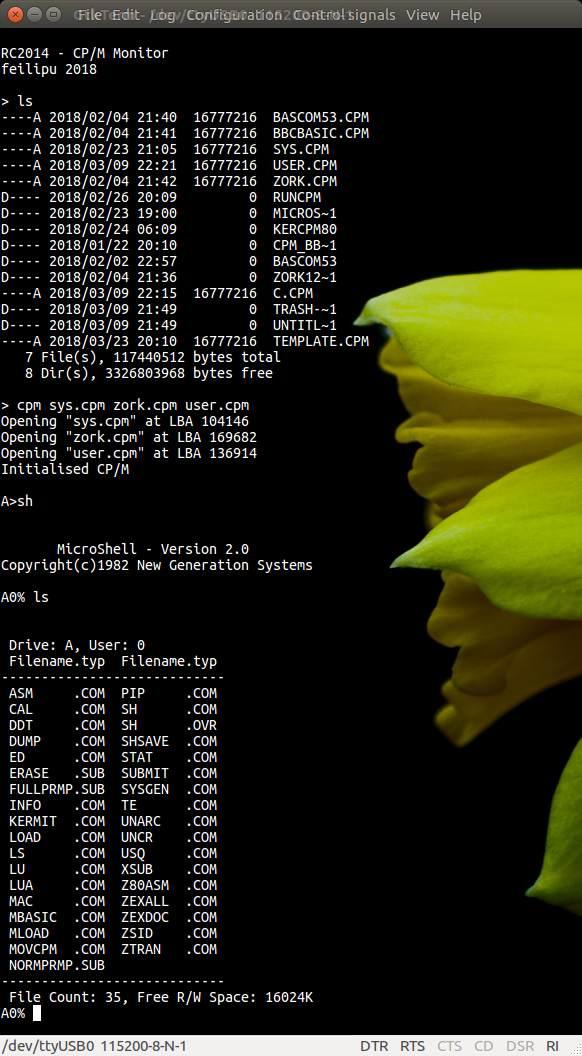 File Edit Log Configuration Control signals View Help
RC2014 - CP/M Monitor
feilipu 2018
> ls
----A 2018/02/04 21:40  16777216  BASCOM53.CPM
----A 2018/02/04 21:41  16777216  BBCBASIC.CPM
----A 2018/02/23 21:05  16777216  SYS.CPM
----A 2018/03/09 22:21  16777216  USER.CPM
----A 2018/02/04 21:42  16777216  ZORK.CPM
D---- 2018/02/26 20:09         0  RUNCPM
D---- 2018/02/23 19:00         0  MICROS~1
D---- 2018/02/24 06:09         0  KERCPM80
D---- 2018/01/22 20:10         0  CPM_BB~1
D---- 2018/02/02 22:57         0  BASCOM53
D---- 2018/02/04 21:36         0  ZORK12~1
----A 2018/03/09 22:15  16777216  C.CPM
D---- 2018/03/09 21:49         0  TRASH-~1
D---- 2018/03/09 21:49         0  UNTITL~1
----A 2018/03/23 20:10  16777216  TEMPLATE.CPM
   7 File(s), 117440512 bytes total
   8 Dir(s), 3326803968 bytes free
> cpm sys.cpm zork.cpm user.cpm
Opening "sys.cpm" at LBA 104146
Opening "zork.cpm" at LBA 169682
Opening "user.cpm" at LBA 136914
Initialised CP/M
A>sh
MicroShell - Version 2.0
Copyright(c)1982 New Generation Systems
A0% ls
Drive: A, User: 0
Filename.typ  Filename.typ
----------------------------
ASM     .COM  PIP     .COM
CAL     .COM  SH      .COM
DDT     .COM  SH      .OVR
DUMP    .COM  SHSAVE  .COM
ED      .COM  STAT    .COM
ERASE   .SUB  SUBMIT  .COM
FULLPRMP.SUB  SYSGEN  .COM
INFO    .COM  TE      .COM
KERMIT  .COM  UNARC   .COM
LOAD    .COM  UNCR    .COM
LS      .COM  USQ     .COM
LU      .COM  XSUB    .COM
LUA     .COM  Z80ASM  .COM
MAC     .COM  ZEXALL  .COM
MBASIC  .COM  ZEXDOC  .COM
MLOAD   .COM  ZSID    .COM
MOVCPM  .COM  ZTRAN   .COM
NORMPRMP.SUB
----------------------------
File Count: 35, Free R/W Space: 16024K
A0%
/dev/ttyUSB0 115200-8-N-1 DTR RTS CTS CD DSR RI